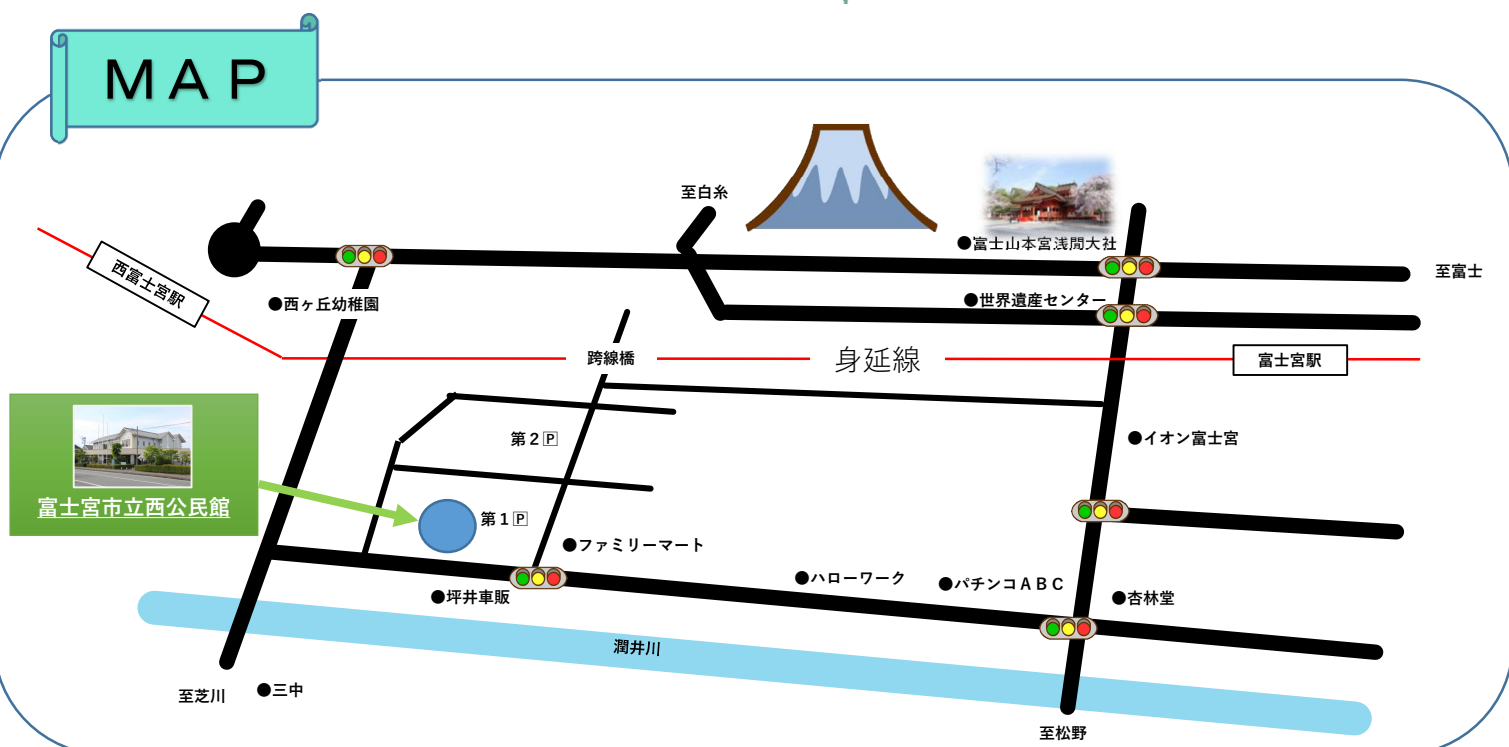 ＭＡＰ
至白糸
●富士山本宮浅間大社
至富士
西富士宮駅
●西ヶ丘幼稚園
●世界遺産センター
跨線橋
身延線
富士宮駅
第２🄿
●イオン富士宮
富士宮市立西公民館
第１🄿
●ファミリーマート
●ハローワーク
●パチンコＡＢＣ
●坪井車販
●杏林堂
潤井川
至芝川
●三中
至松野